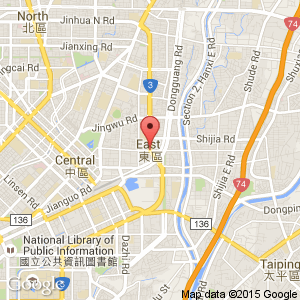 North
北區
Jinhua N Rd
Jianxing Rd
Dongguang Rd
Section 2, Hanxi E Rd
Shude Rd
74
3
Jingwu Rd
Shijia Rd
East
東區
Central
中區
Linsen Rd
Jianguo Rd
Shijia E Rd
74
136
136
National Library of
Public Information
國立公共資訊圖書館
Dazhi Rd
Taiping
太平區
Google
Map data ©2015 Google